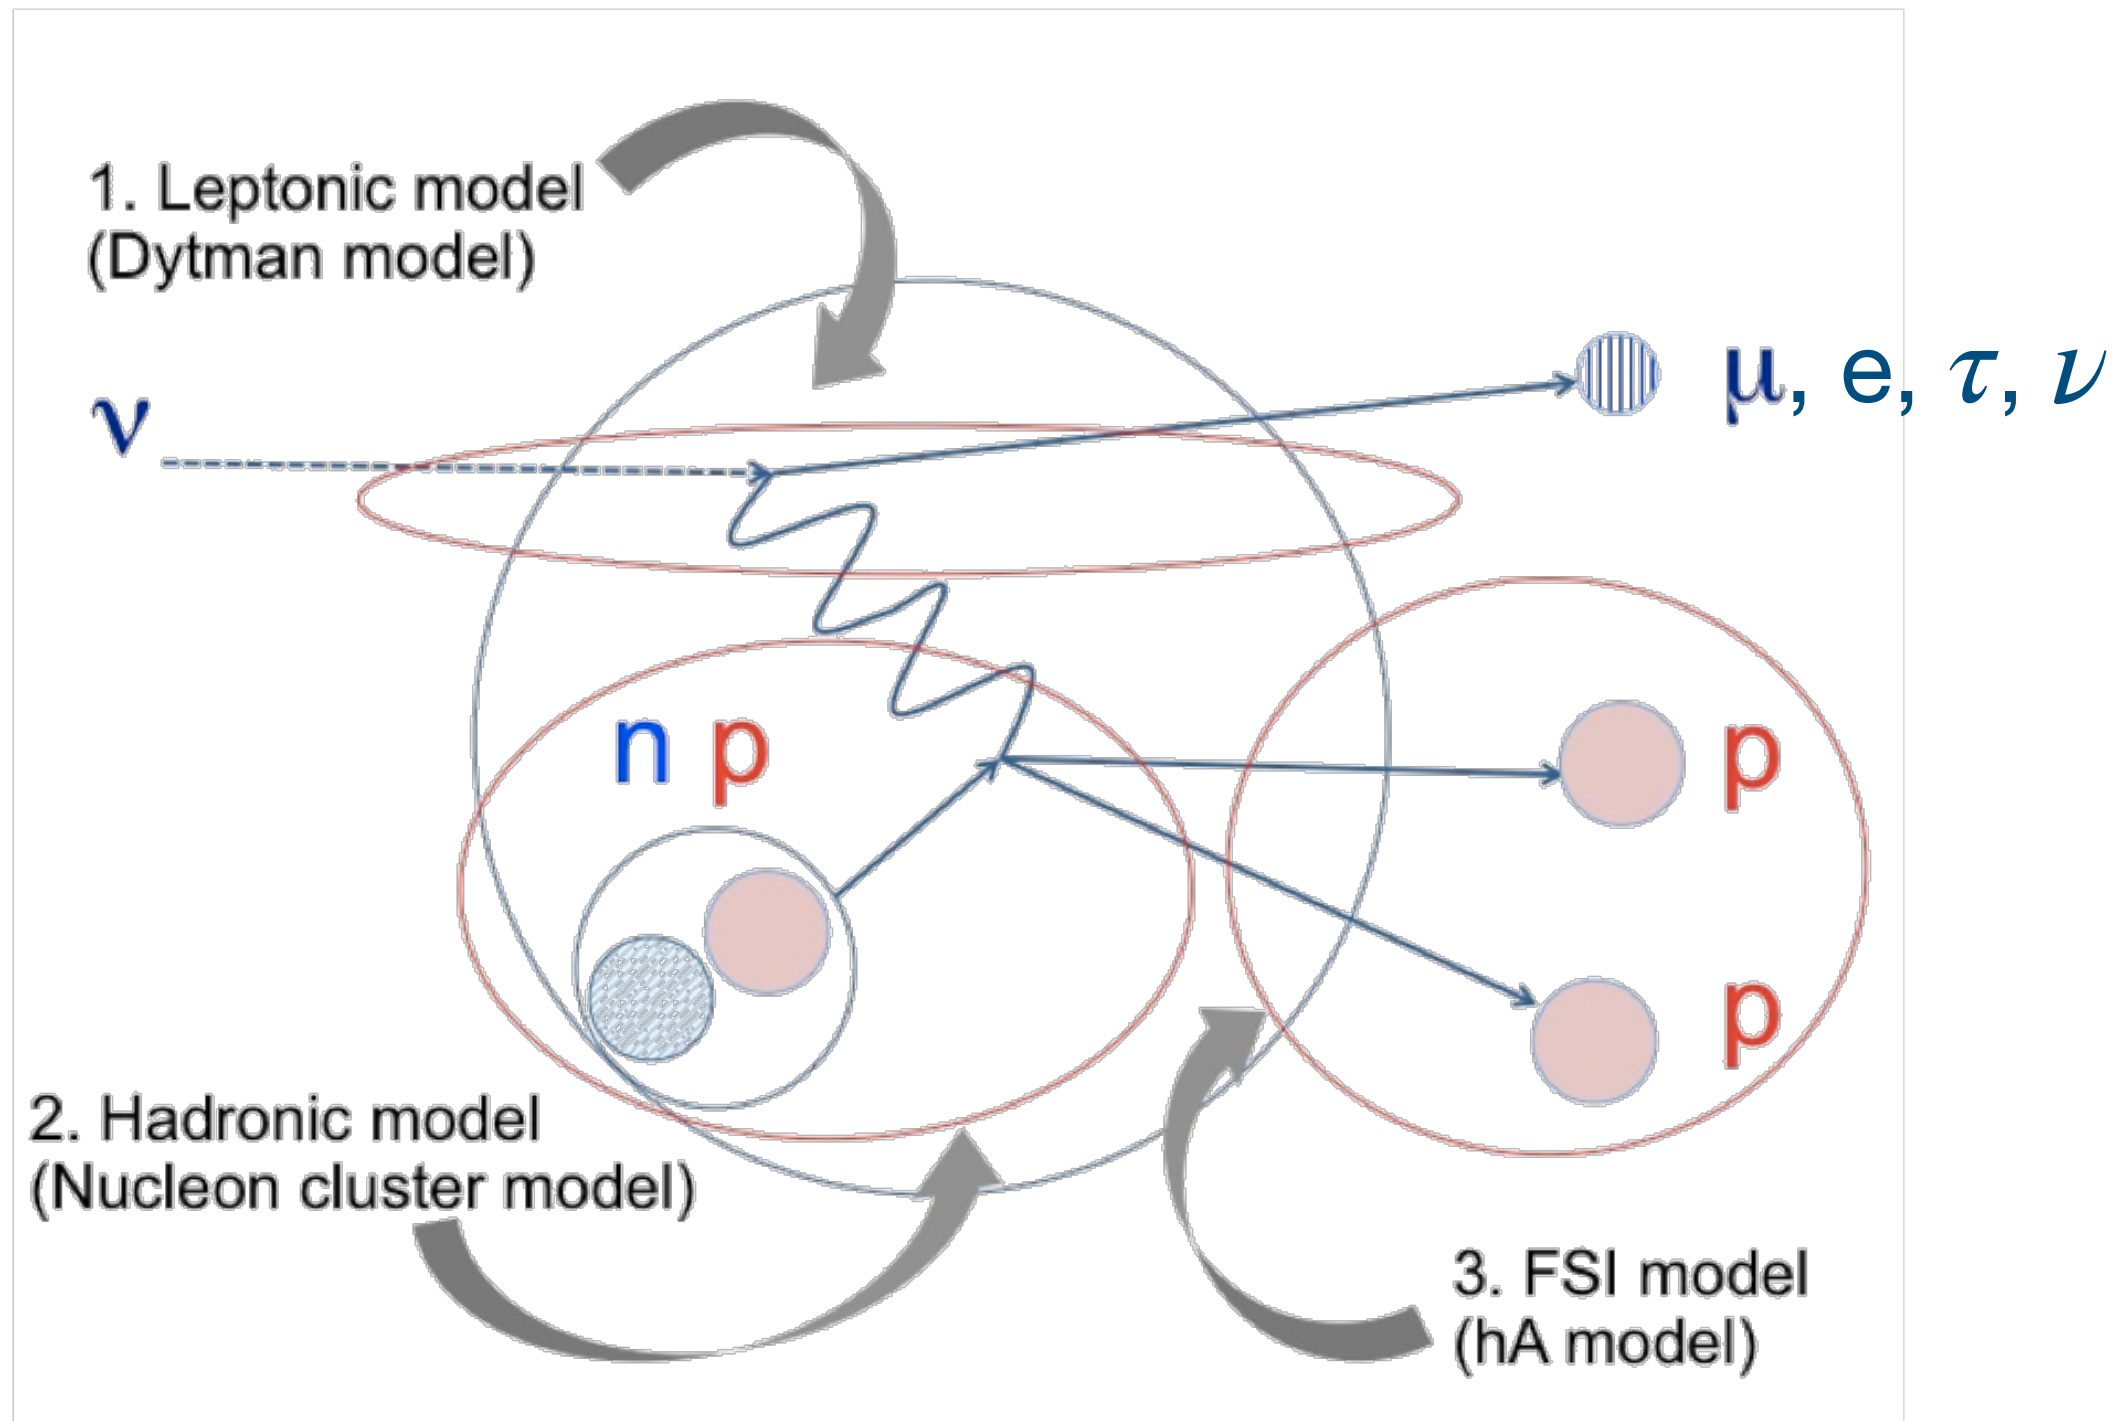 1. Leptonic model
(Dytman model)
ν
μ, e, τ, ν
n p
p
p
2. Hadronic model
(Nucleon cluster model)
3. FSI model
(hA model)